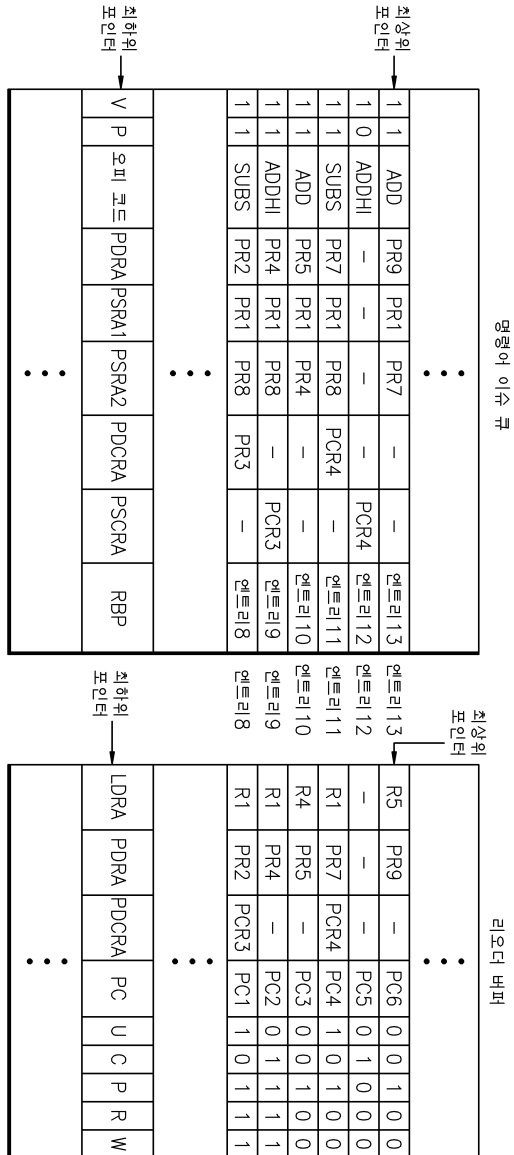 명령어 이슈 큐
최상위
포인터
1 1 ADD PR9 PR1 PR7 - - 엔트리13
1 0 ADDHI - - - - PCR4 엔트리12
1 1 SUBS PR7 PR1 PR8 PCR4 - 엔트리11
1 1 ADD PR5 PR1 PR4 - - 엔트리10
1 1 ADDHI PR4 PR1 PR8 - PCR3 엔트리9
1 1 SUBS PR2 PR1 PR8 PR3 - 엔트리8
최하위
포인터
V P 오피 코드 PDRA PSRA1 PSRA2 PDCRA PSCRA RBP
리오더 버퍼
최상위
포인터
엔트리13 R5 PR9 - PC6 0 0 1 0 0
엔트리12 - - - PC5 0 1 0 0 0
엔트리11 R1 PR7 PCR4 PC4 1 0 1 0 0
엔트리10 R4 PR5 - PC3 0 0 1 0 0
엔트리9 R1 PR4 - PC2 0 1 1 1 1
엔트리8 R1 PR2 PCR3 PC1 1 0 1 1 1
최하위
포인터
LDRA PDRA PDCRA PC U C P R W